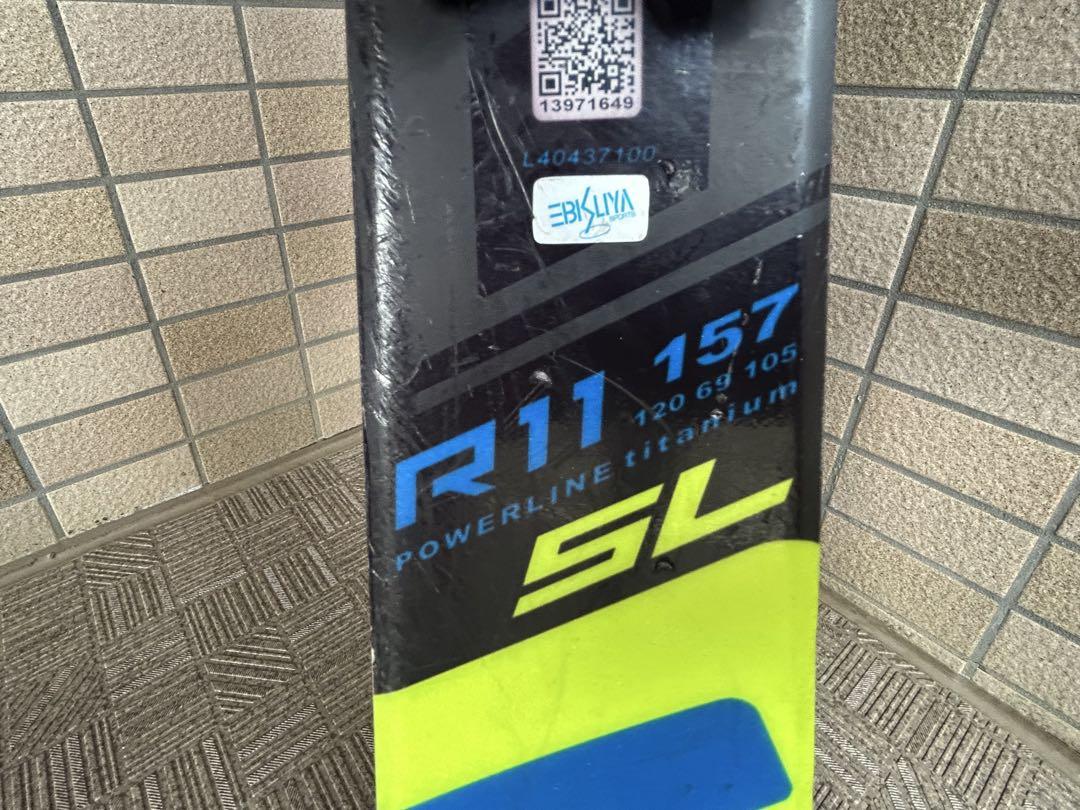 13971649
L40437100
EBISUYA
SPORTS
R11 157
120 69 105
POWERLINE titanium
SL